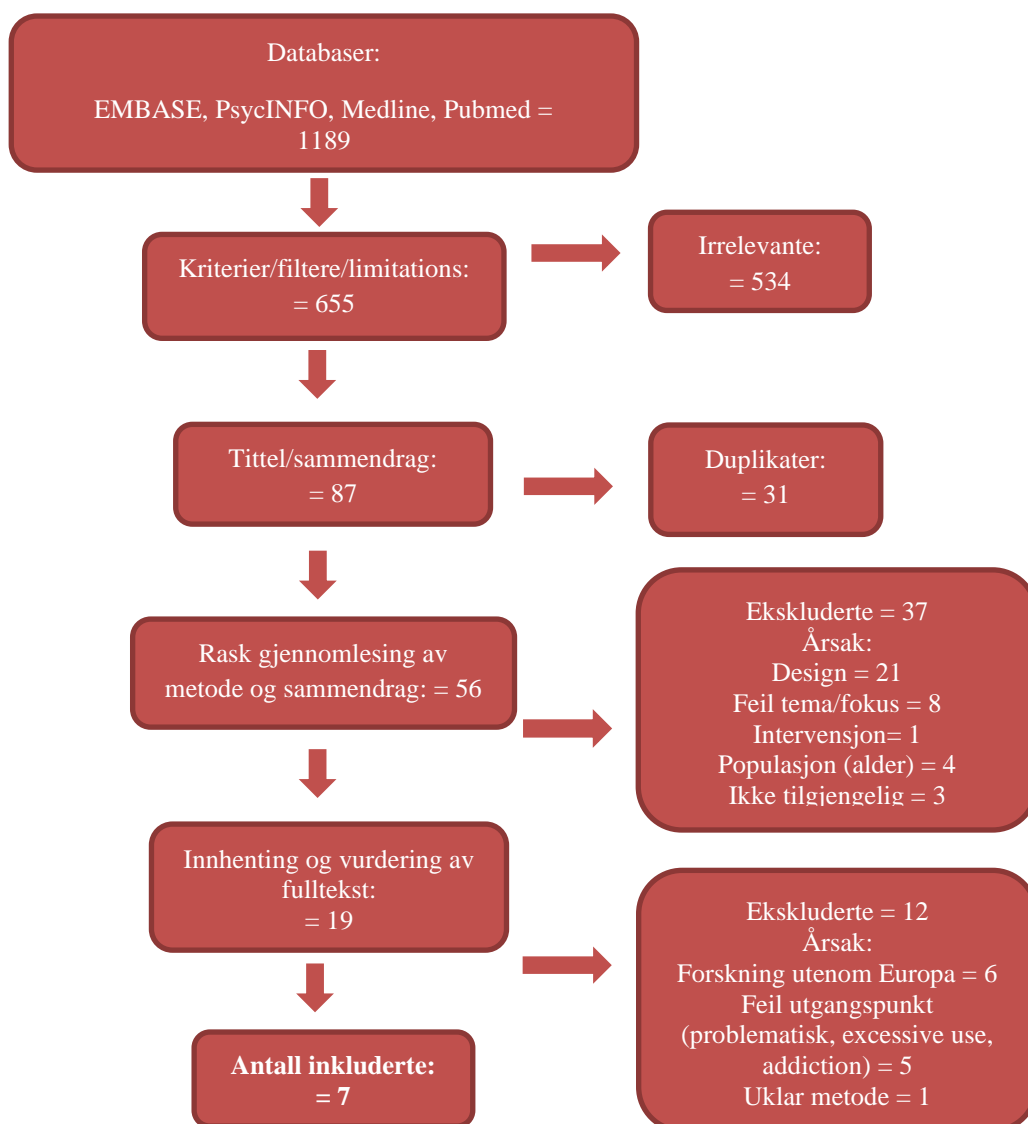 Databaser:
EMBASE, PsycINFO, Medline, Pubmed =
1189
Kriterier/filtere/limitations:
= 655
Irrelevante:
= 534
Tittel/sammendrag:
= 87
Duplikater:
= 31
Rask gjennomlesing av
metode og sammendrag: = 56
Ekskluderte = 37
Årsak:
Design = 21
Feil tema/fokus = 8
Intervensjon= 1
Populasjon (alder) = 4
Ikke tilgjengelig = 3
Innhenting og vurdering av
fulltekst:
= 19
Ekskluderte = 12
Årsak:
Forskning utenom Europa = 6
Feil utgangspunkt
(problematisk, excessive use,
addiction) = 5
Uklar metode = 1
Antall inkluderte:
= 7